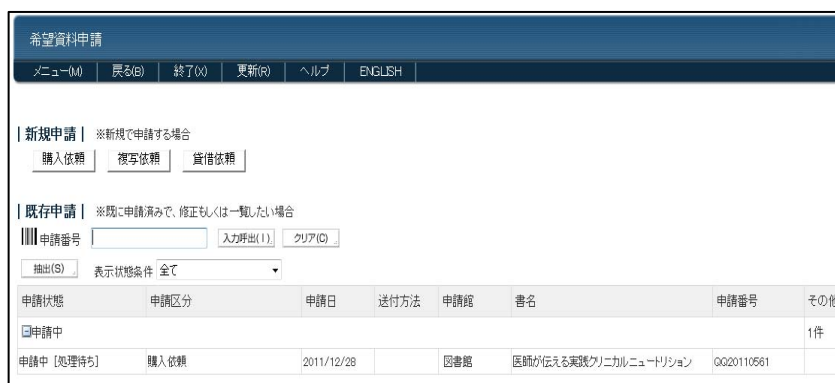 希望資料申請
メニュー(M) 戻る(B) 終了(X) 更新(R) ヘルプ ENGLISH
|新規申請| ※新規で申請する場合
購入依頼 複写依頼 貸借依頼
|既存申請| ※既に申請済みで、修正もしくは一覧したい場合
申請番号 入力呼出(I) クリア(C)
抽出(S) 表示状態条件 全て
申請状態 申請区分 申請日 送付方法 申請館 書名 申請番号 その他
申請中 1件
申請中 [処理待ち] 購入依頼 2011/12/28 図書館 医師が伝える実践クリニカルニュートリション QQ20110561